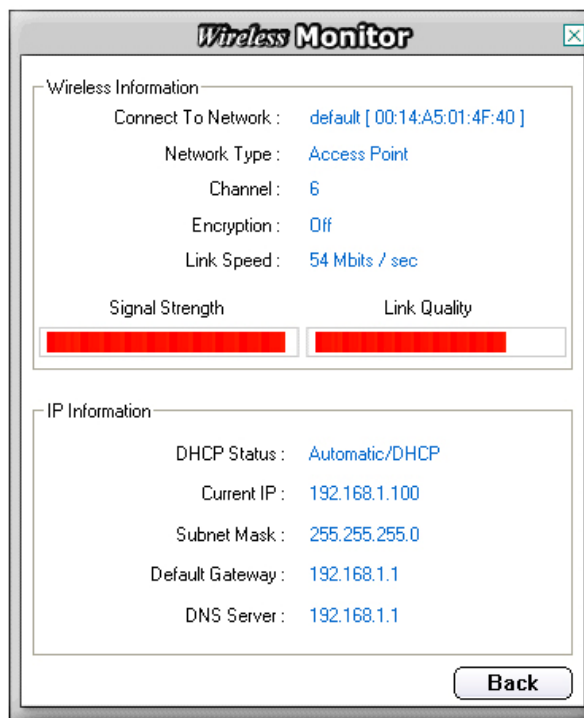 Wireless Monitor
Wireless Information
Connect To Network : default [ 00:14:A5:01:4F:40 ]
Network Type : Access Point
Channel : 6
Encryption : Off
Link Speed : 54 Mbits / sec
Signal Strength Link Quality
IP Information
DHCP Status : Automatic/DHCP
Current IP : 192.168.1.100
Subnet Mask : 255.255.255.0
Default Gateway : 192.168.1.1
DNS Server : 192.168.1.1
Back